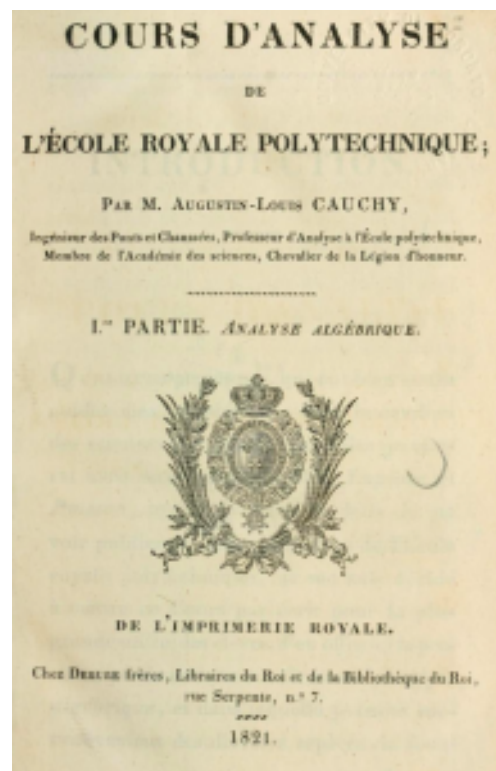 COURS D'ANALYSE
DE
L'ÉCOLE ROYALE POLYTECHNIQUE;
PAR M. AUGUSTIN-LOUIS CAUCHY,
Ingénieur des Ponts et Chaussées, Professeur d'Analyse à l'École polytechnique,
Membre de l'Académie des sciences, Chevalier de la Légion d'honneur.
I.re PARTIE. ANALYSE ALGÉBRIQUE.
DE L'IMPRIMERIE ROYALE.
Chez DEBURE frères, Libraires du Roi et de la Bibliothèque du Roi,
rue Serpente, n.º 7.
1821.